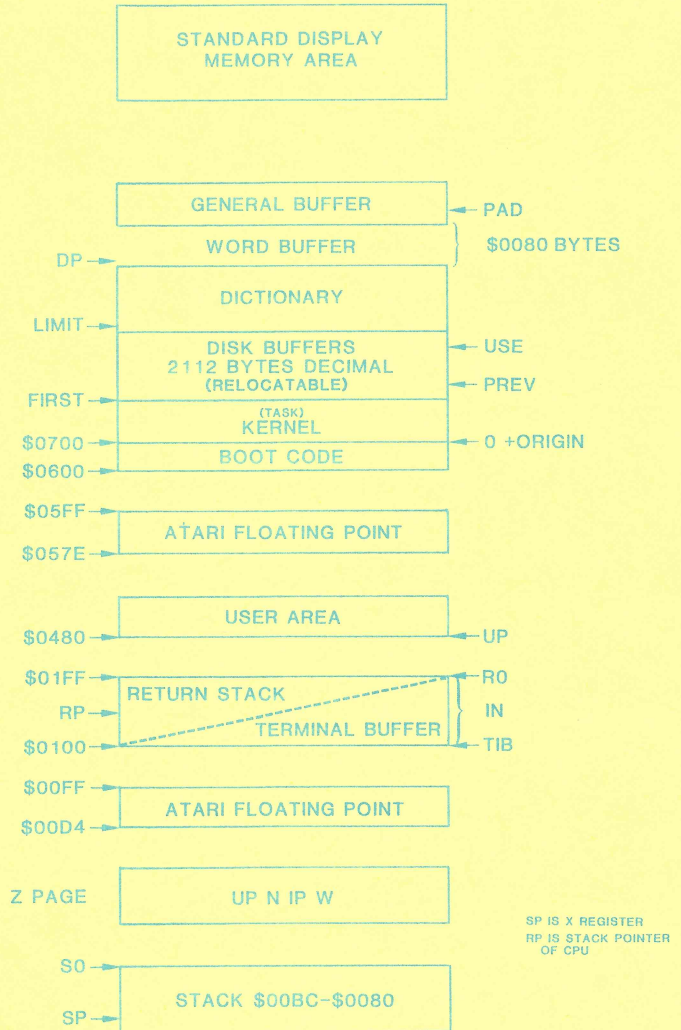 STANDARD DISPLAY
MEMORY AREA
GENERAL BUFFER
PAD
WORD BUFFER
$0080 BYTES
DP
DICTIONARY
LIMIT
DISK BUFFERS
USE
2112 BYTES DECIMAL
(RELOCATABLE)
PREV
FIRST
(TASK)
KERNEL
$0700
0 +ORIGIN
BOOT CODE
$0600
$05FF
ATARI FLOATING POINT
$057E
USER AREA
$0480
UP
$01FF
R0
RETURN STACK
RP
IN
TERMINAL BUFFER
$0100
TIB
$00FF
ATARI FLOATING POINT
$00D4
Z PAGE
UP N IP W
SP IS X REGISTER
RP IS STACK POINTER
OF CPU
S0
STACK $00BC-$0080
SP